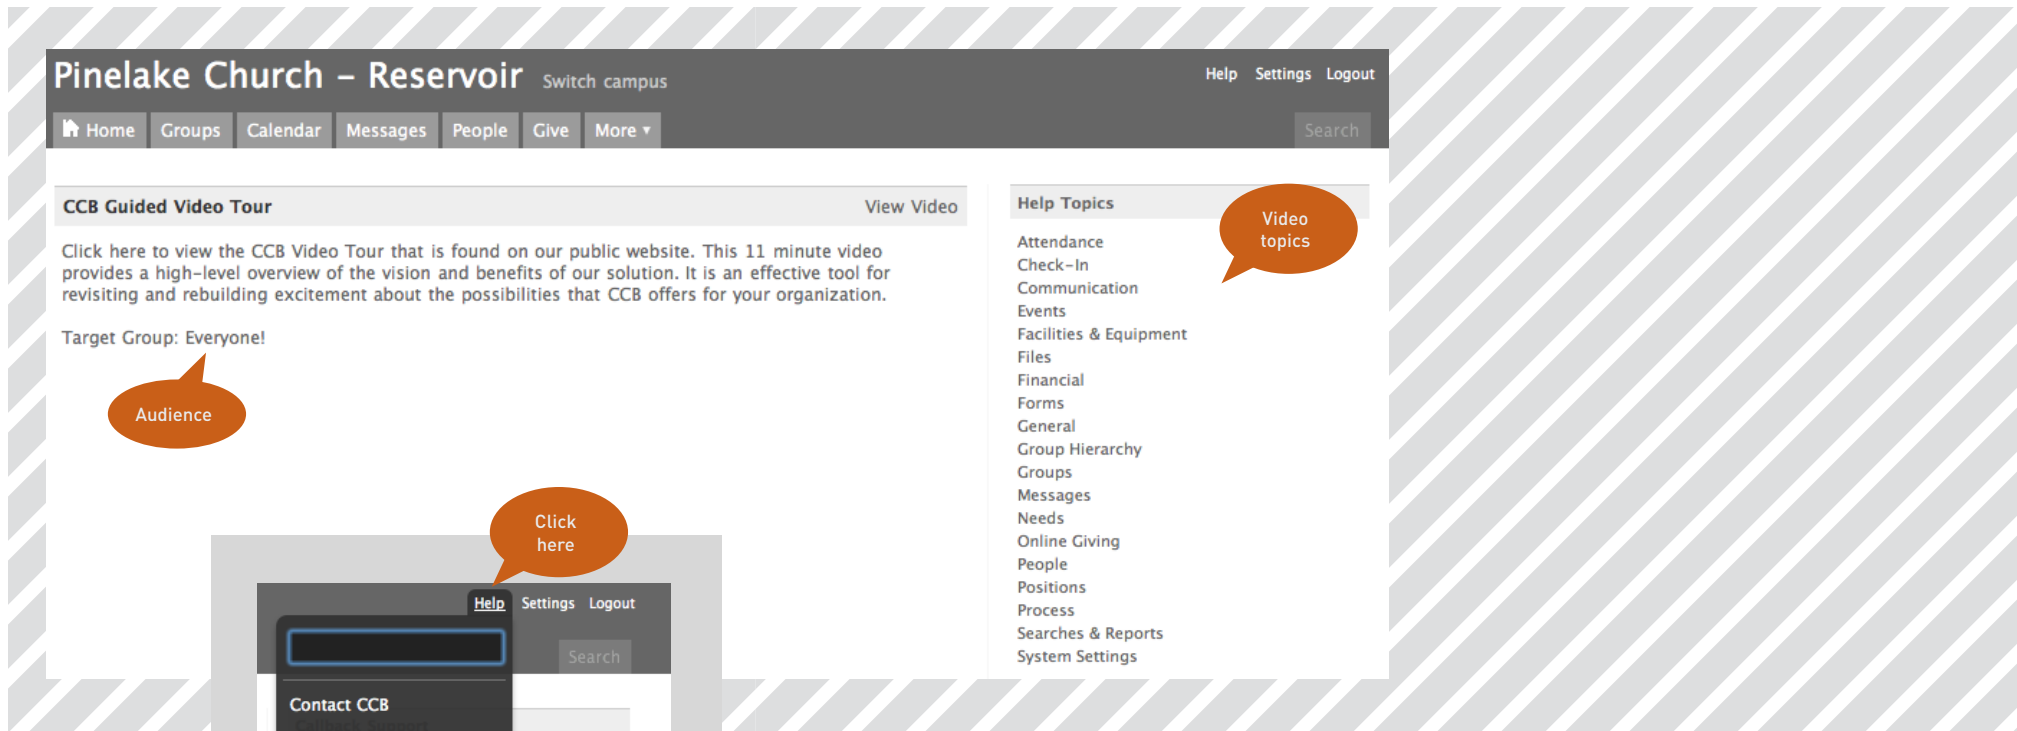 Pinelake Church – Reservoir Switch campus
Help Settings Logout
Home Groups Calendar Messages People Give More ▾
Search
CCB Guided Video Tour View Video
Click here to view the CCB Video Tour that is found on our public website. This 11 minute video
provides a high-level overview of the vision and benefits of our solution. It is an effective tool for
revisiting and rebuilding excitement about the possibilities that CCB offers for your organization.
Target Group: Everyone!
Audience
Help Topics
Video
topics
Attendance
Check-In
Communication
Events
Facilities & Equipment
Files
Financial
Forms
General
Group Hierarchy
Groups
Messages
Needs
Online Giving
People
Positions
Process
Searches & Reports
System Settings
Click
here
Help Settings Logout
Search
Contact CCB
Callback Support